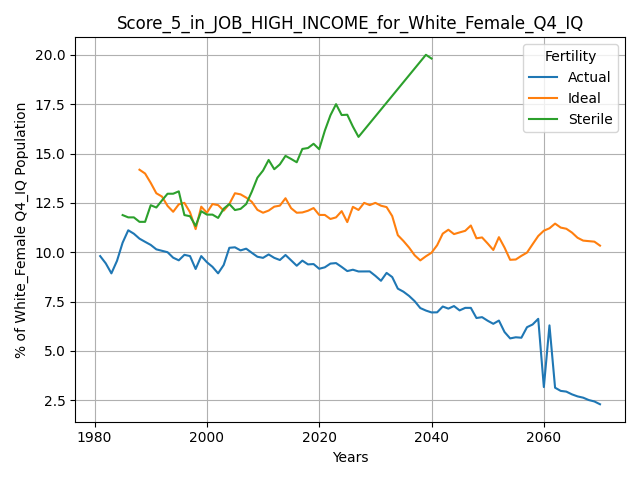 Score_5_in_JOB_HIGH_INCOME_for_White_Female_Q4_IQ
% of White_Female Q4_IQ Population
20.0
17.5
15.0
12.5
10.0
7.5
5.0
2.5
Fertility
Actual
Ideal
Sterile
1980
2000
2020
2040
2060
Years